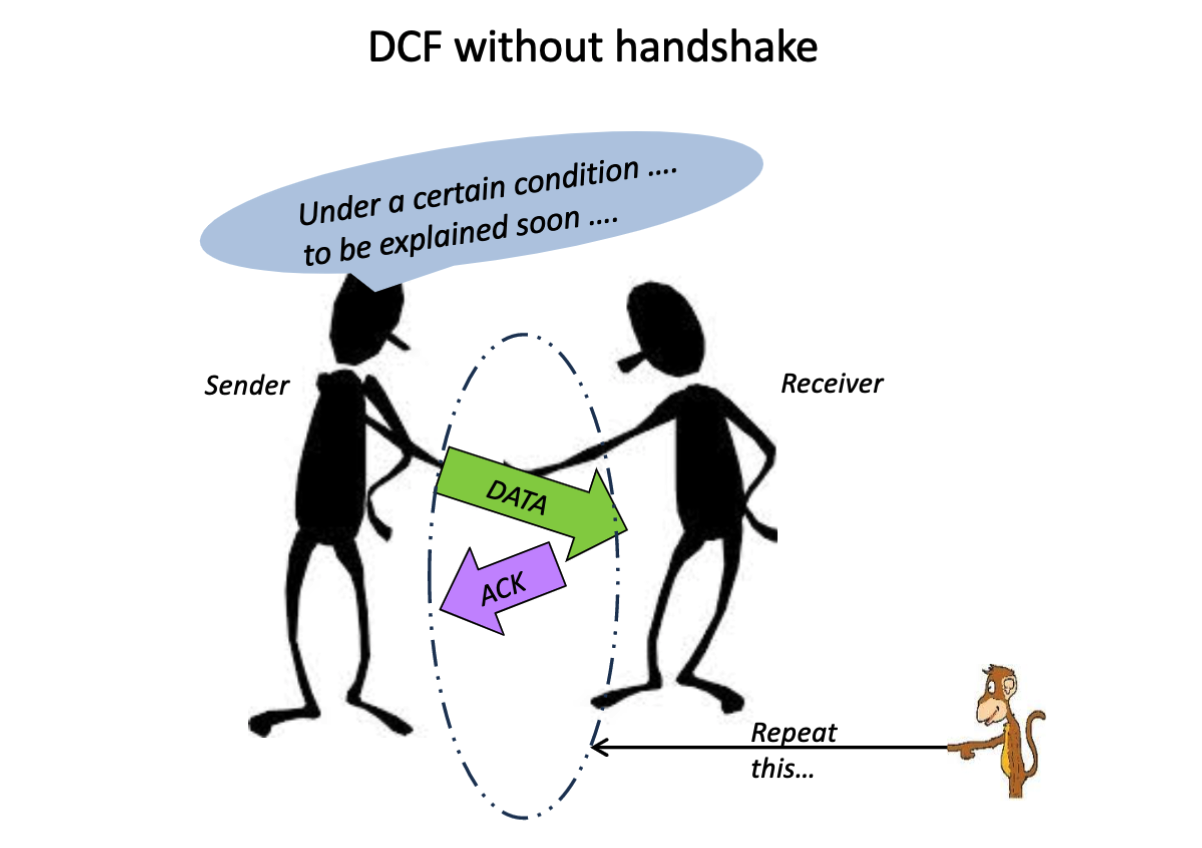 DCF without handshake
Under a certain condition ....
to be explained soon ....
Sender
Receiver
DATA
ACK
Repeat
this...